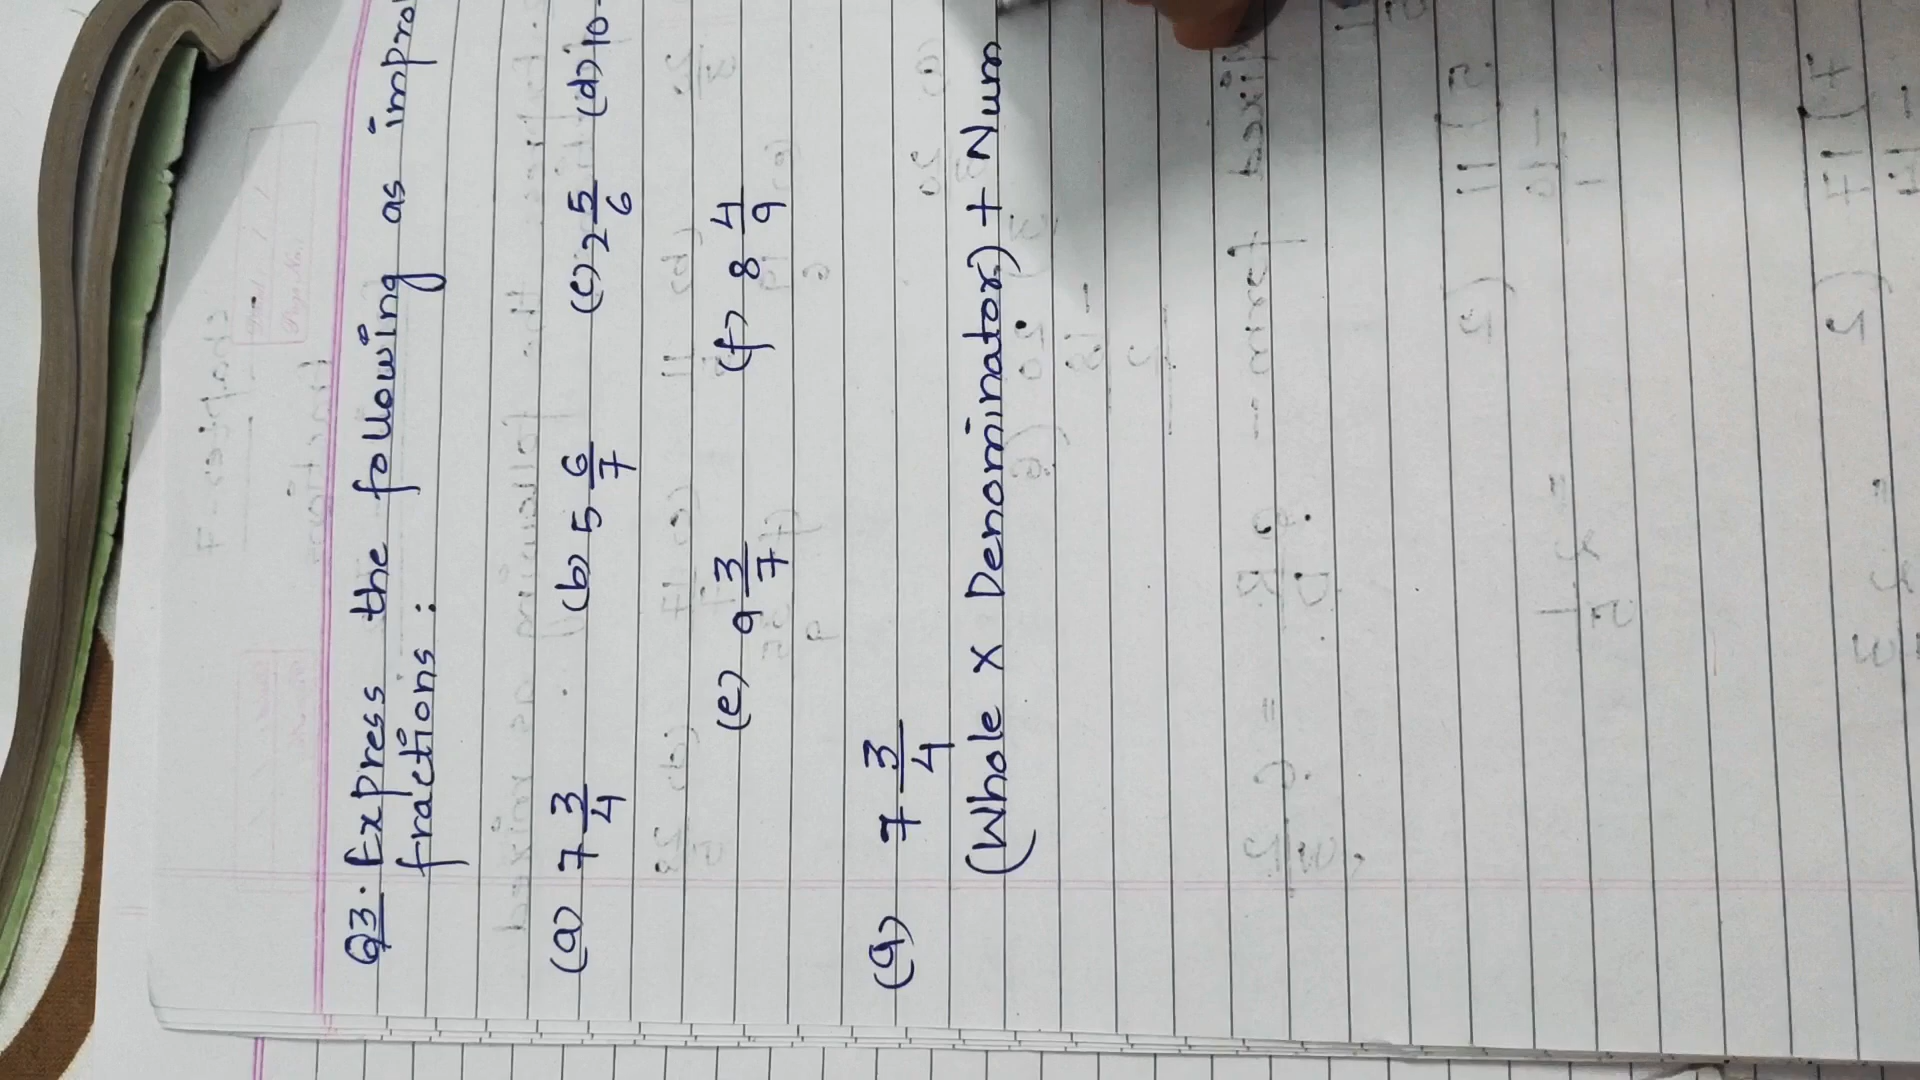 Q3. Express the following as impro
fractions :
(a) 7 3/4 (b) 5 6/7 (c) 2 5/6 (d) 10
(e) 9 3/7 (f) 8 4/9
(a) 7 3/4
(Whole × Denominator) + Num